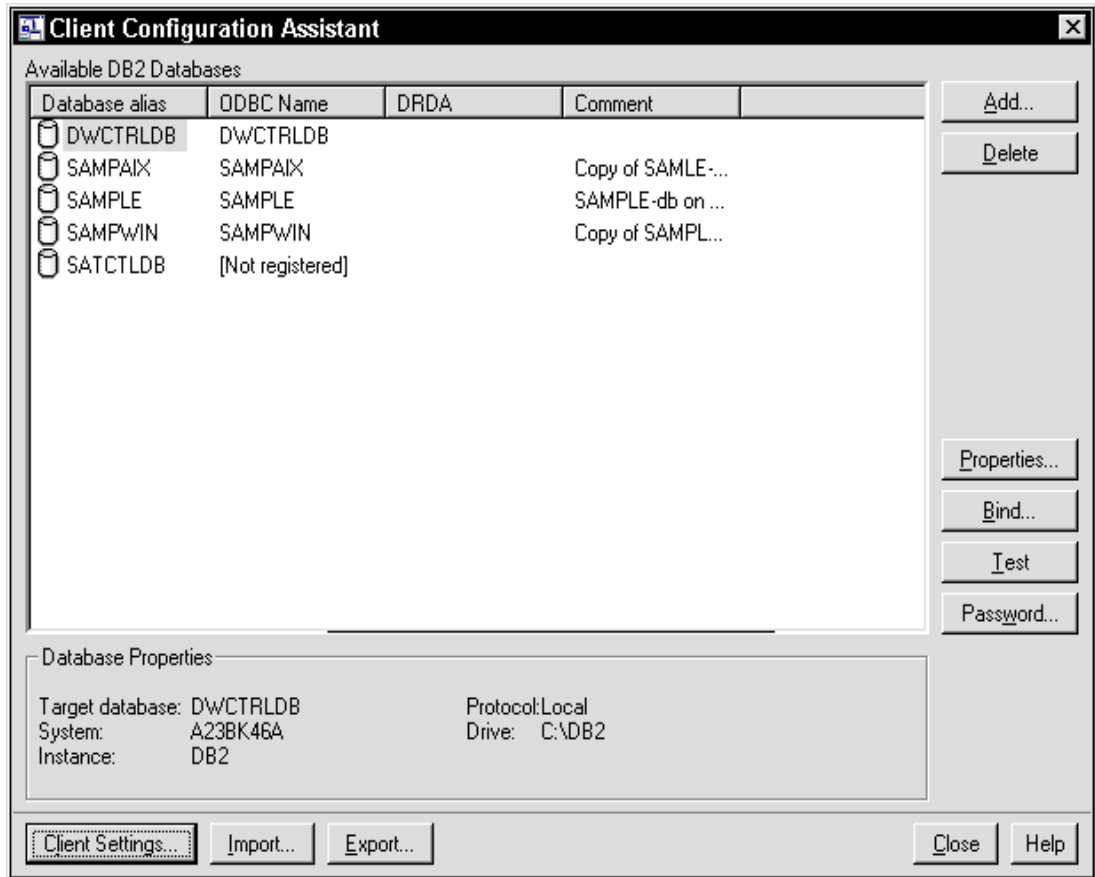 Client Configuration Assistant
Available DB2 Databases
Database alias ODBC Name DRDA Comment
DWCTRLDB DWCTRLDB
SAMPAIX SAMPAIX Copy of SAMLE-...
SAMPLE SAMPLE SAMPLE-db on ...
SAMPWIN SAMPWIN Copy of SAMPL...
SATCTLDB [Not registered]
Add...
Delete
Properties...
Bind...
Test
Password...
Database Properties
Target database: DWCTRLDB Protocol:Local
System: A23BK46A Drive: C:\DB2
Instance: DB2
Client Settings... Import... Export... Close Help